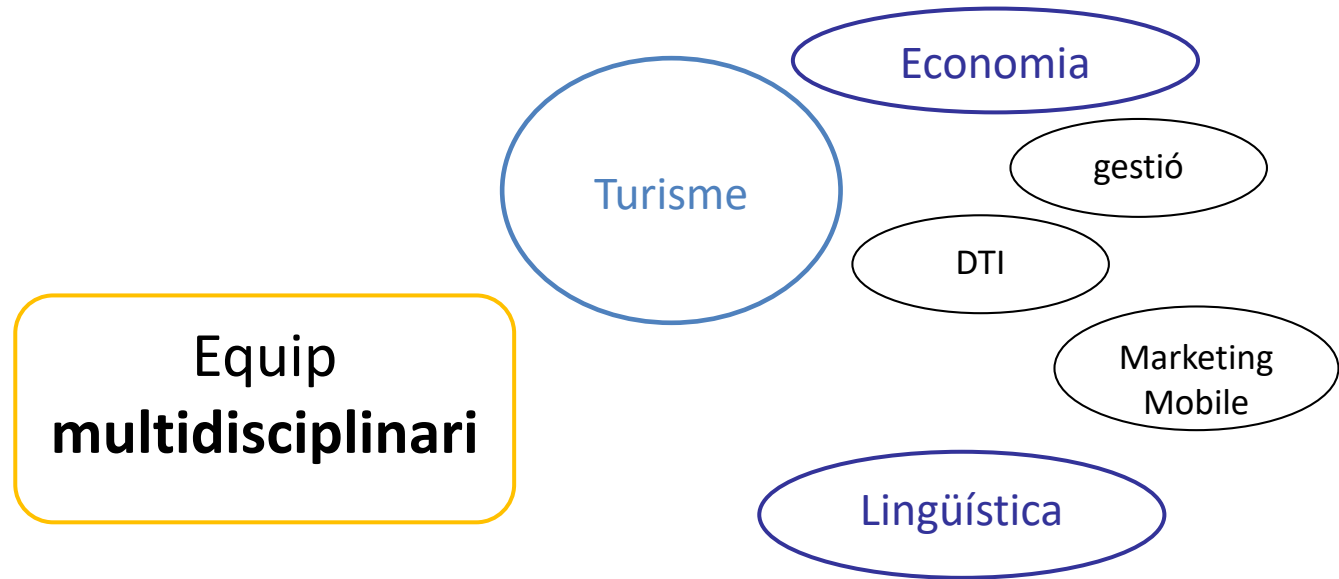 Economia
gestió
Turisme
DTI
Equip
multidisciplinari
Marketing
Mobile
Lingüística